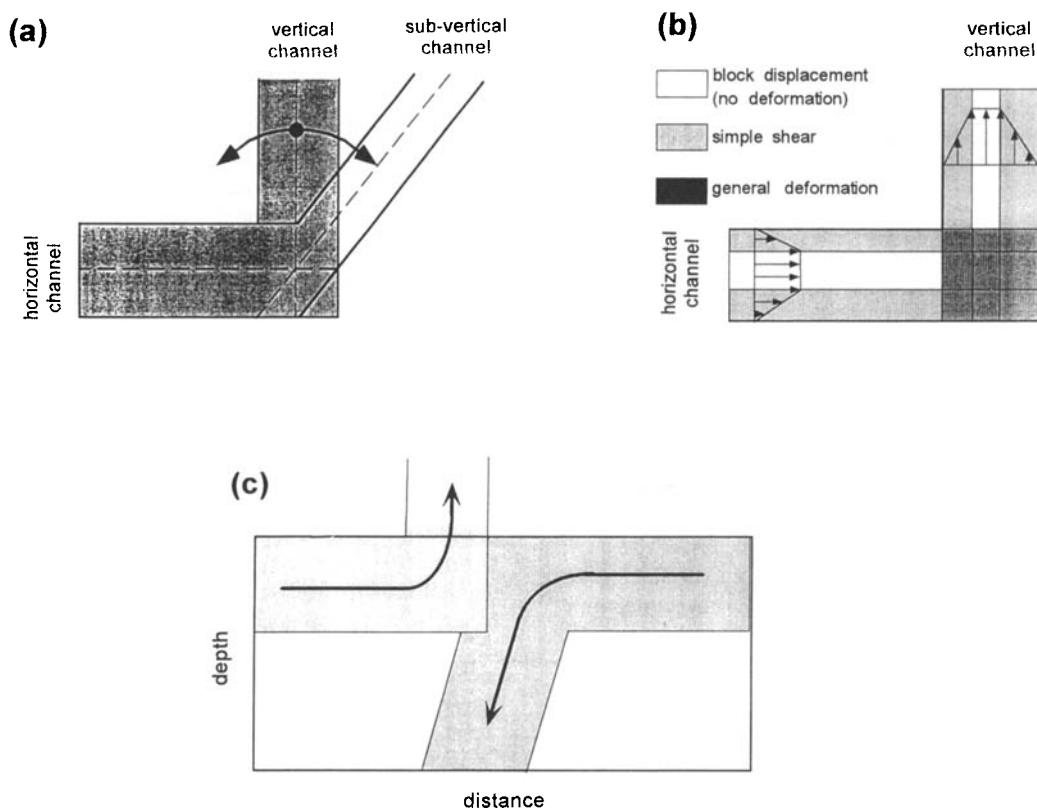 (a)
vertical
channel
sub-vertical
channel
horizontal
channel
(b)
vertical
channel
block displacement
(no deformation)
simple shear
general deformation
horizontal
channel
(c)
depth
distance